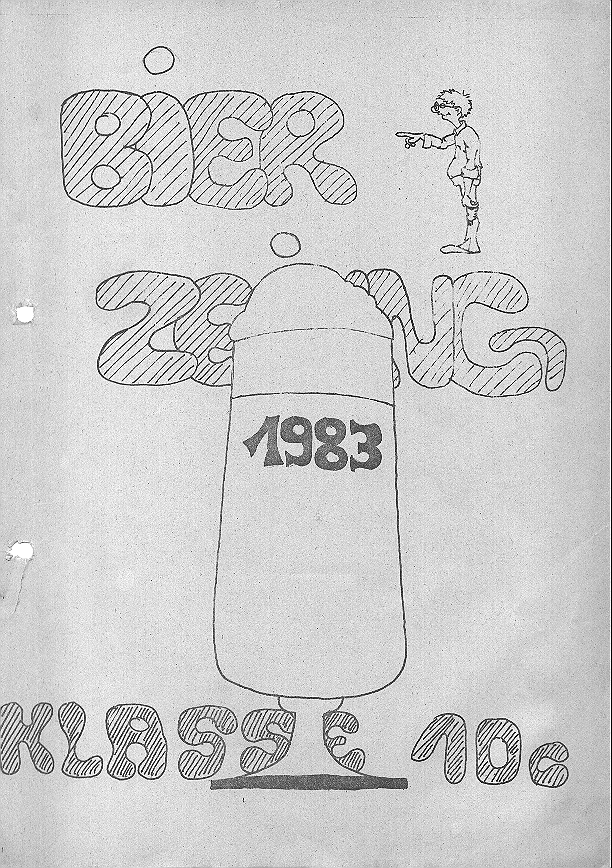 BIER
ZEITUNG
1983
KLASSE 10c